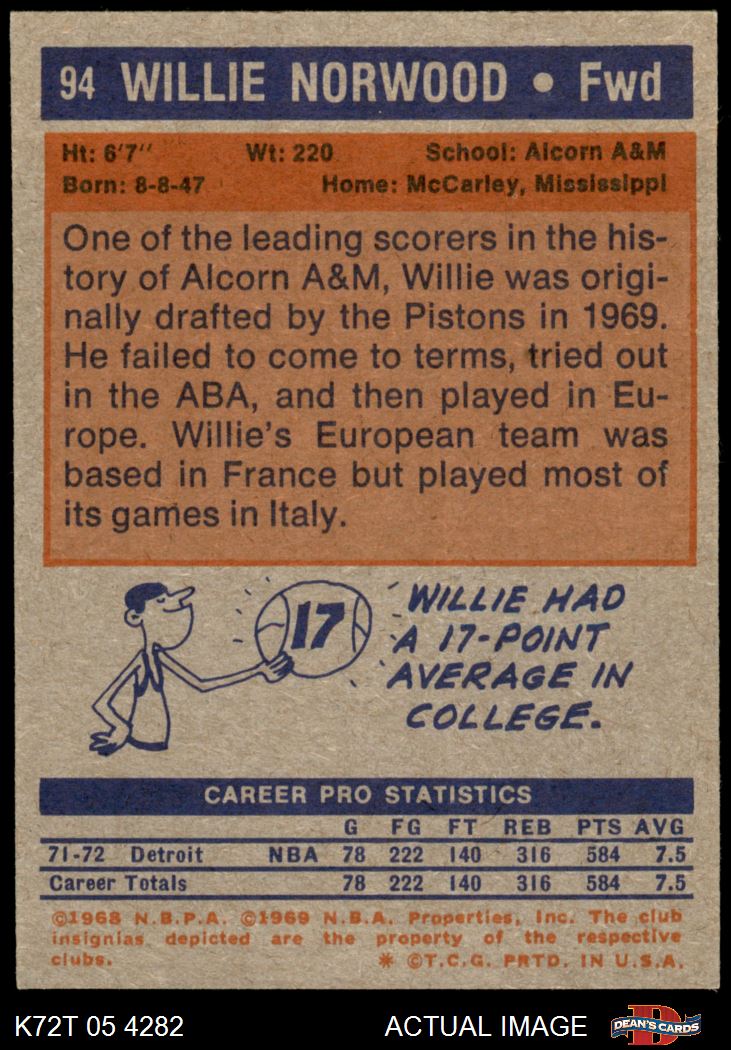 94 WILLIE NORWOOD • Fwd
Ht: 6'7" Wt: 220 School: Alcorn A&M
Born: 8-8-47 Home: McCarley, Mississippi
One of the leading scorers in the his-
tory of Alcorn A&M, Willie was origi-
nally drafted by the Pistons in 1969.
He failed to come to terms, tried out
in the ABA, and then played in Eu-
rope. Willie's European team was
based in France but played most of
its games in Italy.
17
WILLIE HAD
A 17-POINT
AVERAGE IN
COLLEGE.
CAREER PRO STATISTICS
G FG FT REB PTS AVG
71-72 Detroit NBA 78 222 140 316 584 7.5
Career Totals 78 222 140 316 584 7.5
©1968 N.B.P.A. ©1969 N.B.A. Properties, Inc. The club
insignias depicted are the property of the respective
clubs. * ©T.C.G. PRTD. IN U.S.A.
K72T 05 4282 ACTUAL IMAGE
D
DEAN'S CARDS